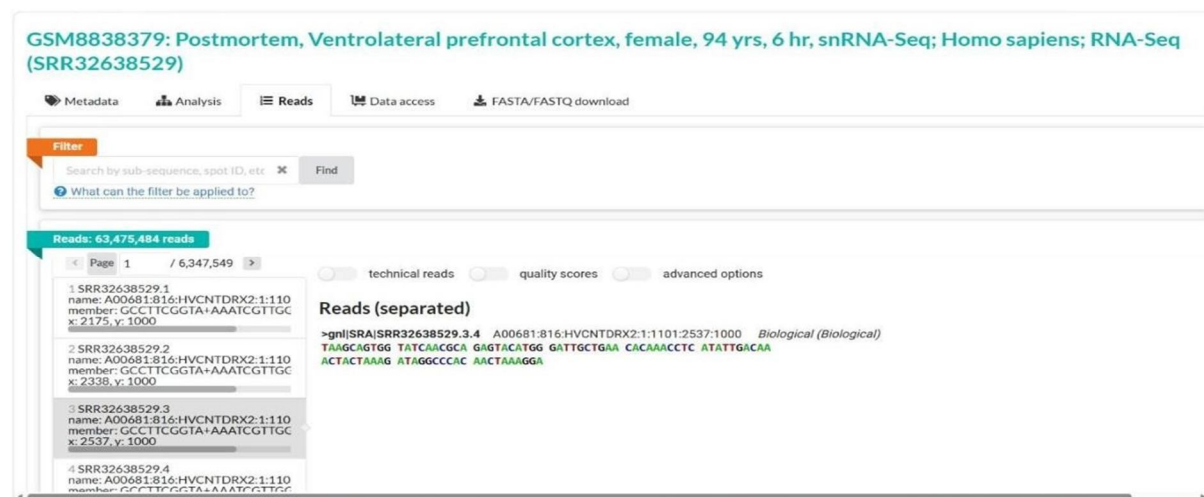 GSM8838379: Postmortem, Ventrolateral prefrontal cortex, female, 94 yrs, 6 hr, snRNA-Seq; Homo sapiens; RNA-Seq
(SRR32638529)
Metadata Analysis Reads Data access FASTA/FASTQ download
Filter
Search by sub-sequence, spot ID, etc Find
What can the filter be applied to?
Reads: 63,475,484 reads
< Page 1 / 6,347,549 >
technical reads quality scores advanced options
1 SRR32638529.1
name: A00681:816:HVCNTDRX2:1:110
member: GCCTTCGGTA+AAATCGTTGG
x: 2175, y: 1000
2 SRR32638529.2
name: A00681:816:HVCNTDRX2:1:110
member: GCCTTCGGTA+AAATCGTTGG
x: 2338, y: 1000
3 SRR32638529.3
name: A00681:816:HVCNTDRX2:1:110
member: GCCTTCGGTA+AAATCGTTGG
x: 2537, y: 1000
4 SRR32638529.4
name: A00681:816:HVCNTDRX2:1:110
member: GCCTTCGGTA+AAATCGTTGG
Reads (separated)
>gnl|SRA|SRR32638529.3.4 A00681:816:HVCNTDRX2:1:1101:2537:1000 Biological (Biological)
TAAGCAGTGG TATCAACGCA GAGTACATGG GATTGCTGAA CACAAACCTC ATATTGACAA
ACTACTAAAG ATAGGCCCAC AACTAAAGGA